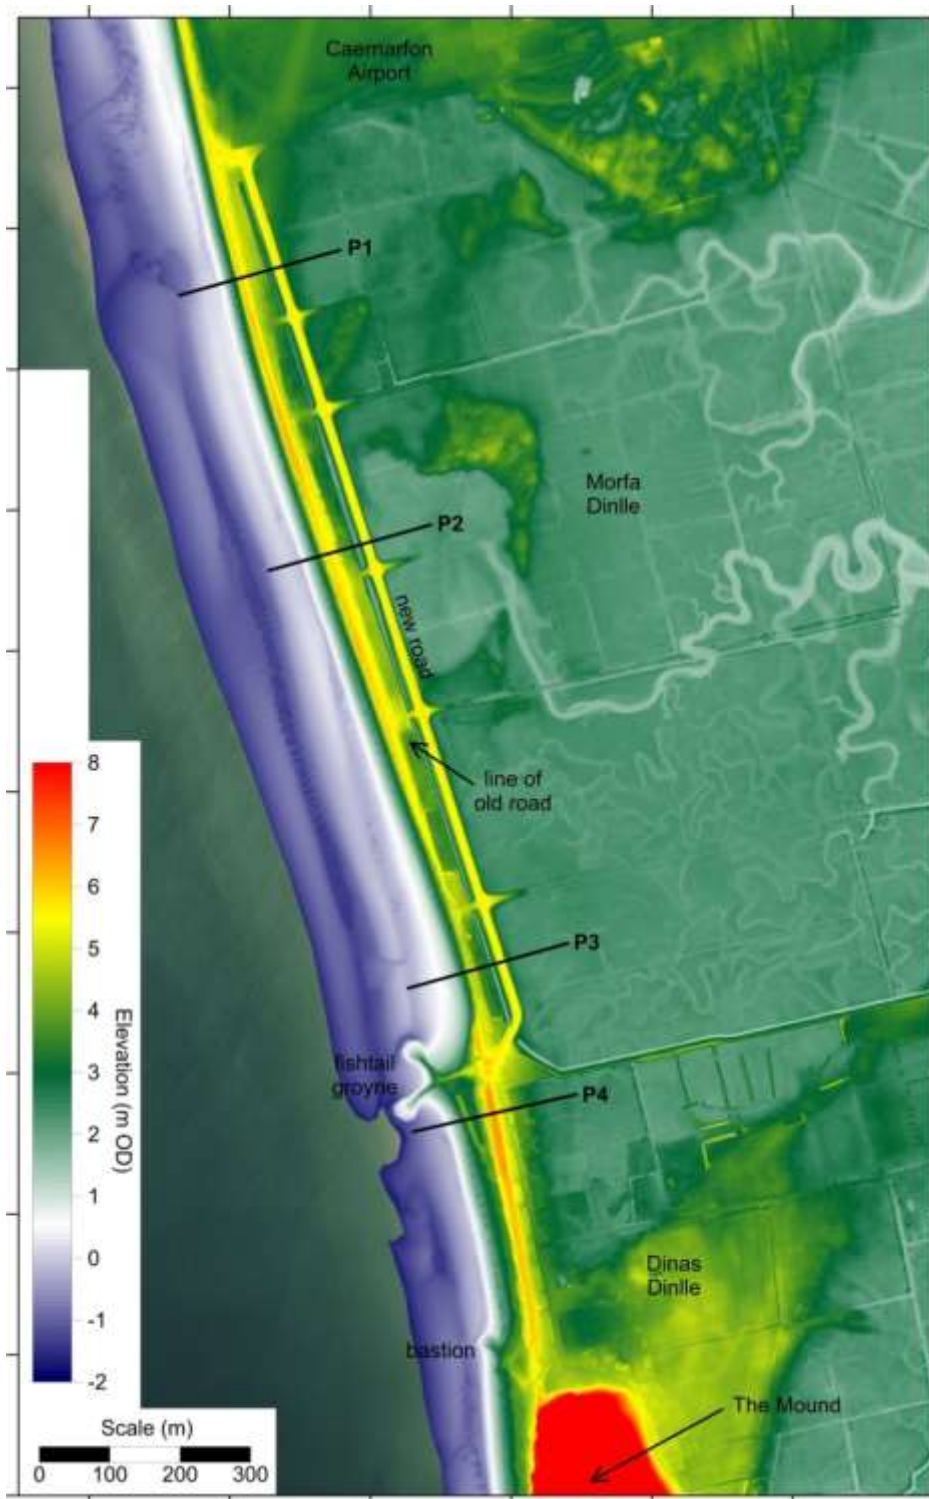 Caernarfon
Airport
P1
Morfa
Dinlle
P2
new road
line of
old road
P3
fishtail
groyne
P4
Dinas
Dinlle
bastion
The Mound
8
7
6
5
4
3
2
1
0
-1
-2
Elevation (m OD)
Scale (m)
0 100 200 300